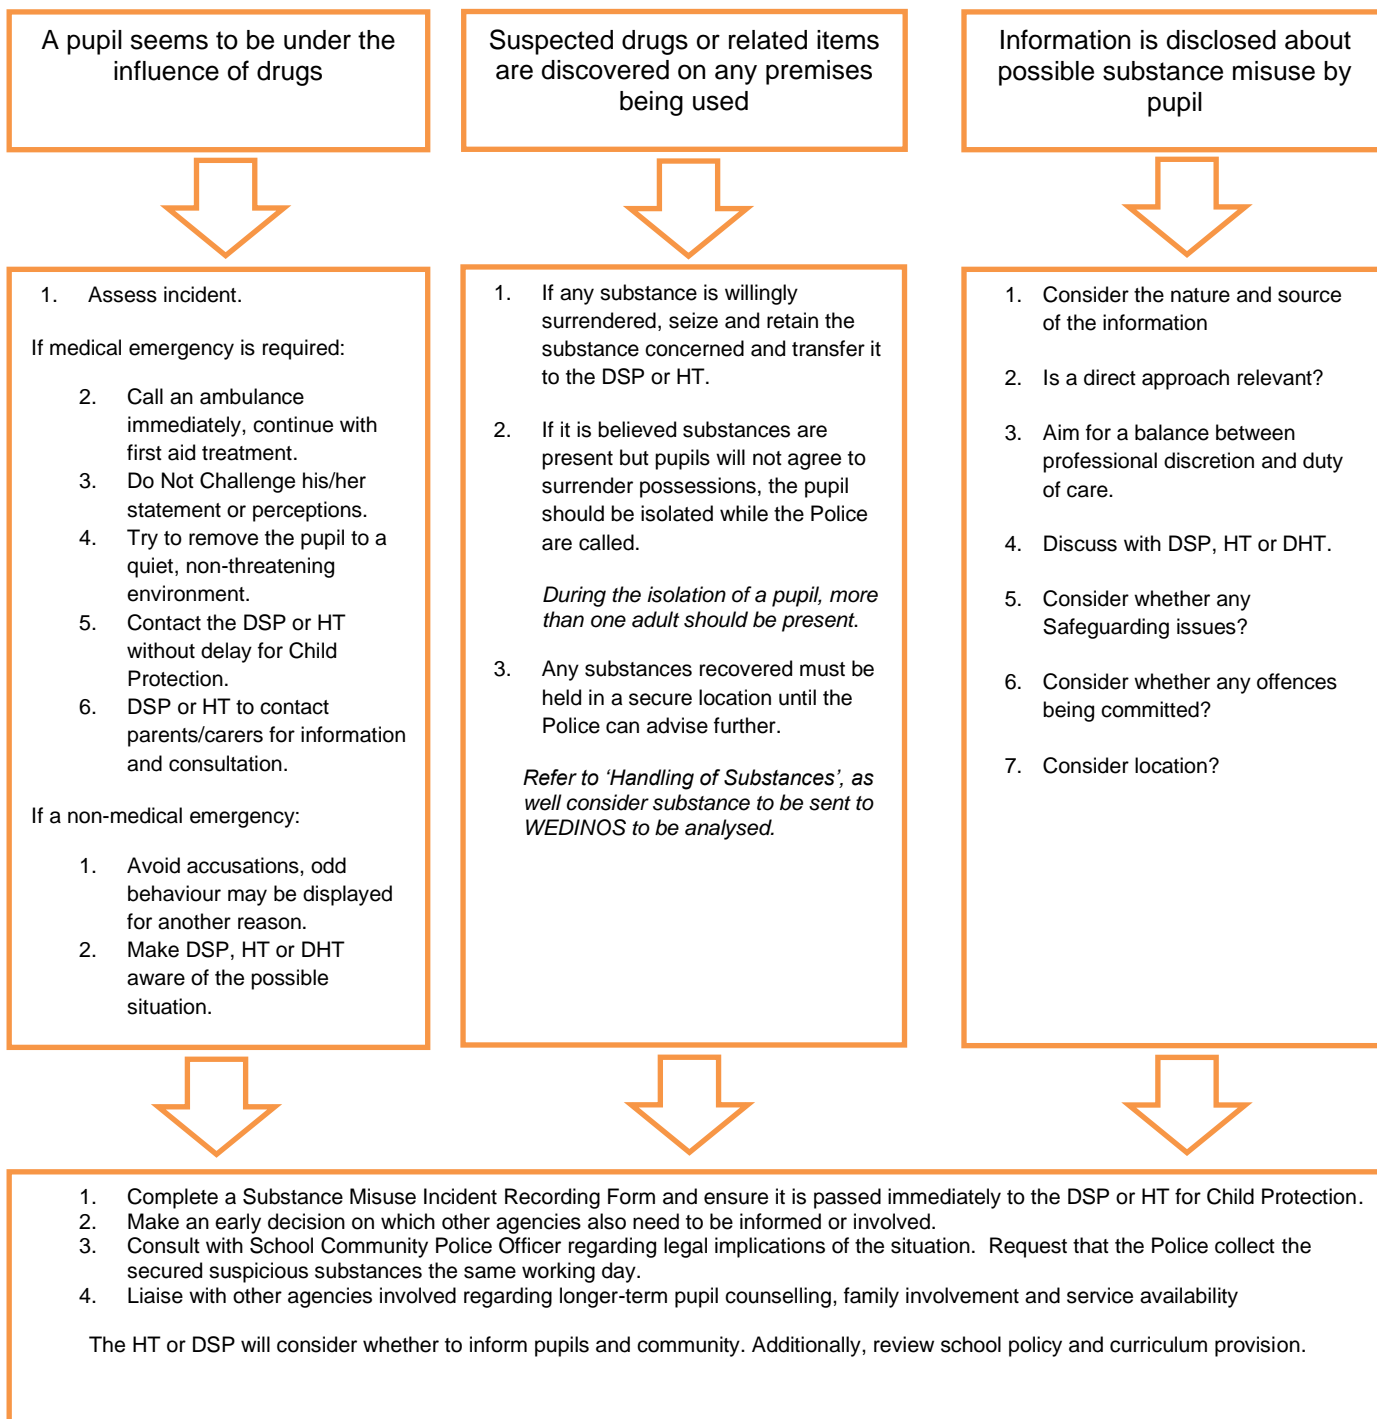 A pupil seems to be under the
influence of drugs
Suspected drugs or related items
are discovered on any premises
being used
Information is disclosed about
possible substance misuse by
pupil
1. Assess incident.
If medical emergency is required:
2. Call an ambulance
immediately, continue with
first aid treatment.
3. Do Not Challenge his/her
statement or perceptions.
4. Try to remove the pupil to a
quiet, non-threatening
environment.
5. Contact the DSP or HT
without delay for Child
Protection.
6. DSP or HT to contact
parents/carers for information
and consultation.
If a non-medical emergency:
1. Avoid accusations, odd
behaviour may be displayed
for another reason.
2. Make DSP, HT or DHT
aware of the possible
situation.
1. If any substance is willingly
surrendered, seize and retain the
substance concerned and transfer it
to the DSP or HT.
2. If it is believed substances are
present but pupils will not agree to
surrender possessions, the pupil
should be isolated while the Police
are called.
During the isolation of a pupil, more
than one adult should be present.
3. Any substances recovered must be
held in a secure location until the
Police can advise further.
Refer to ‘Handling of Substances’, as
well consider substance to be sent to
WEDINOS to be analysed.
1. Consider the nature and source
of the information
2. Is a direct approach relevant?
3. Aim for a balance between
professional discretion and duty
of care.
4. Discuss with DSP, HT or DHT.
5. Consider whether any
Safeguarding issues?
6. Consider whether any offences
being committed?
7. Consider location?
1. Complete a Substance Misuse Incident Recording Form and ensure it is passed immediately to the DSP or HT for Child Protection.
2. Make an early decision on which other agencies also need to be informed or involved.
3. Consult with School Community Police Officer regarding legal implications of the situation. Request that the Police collect the
secured suspicious substances the same working day.
4. Liaise with other agencies involved regarding longer-term pupil counselling, family involvement and service availability
The HT or DSP will consider whether to inform pupils and community. Additionally, review school policy and curriculum provision.